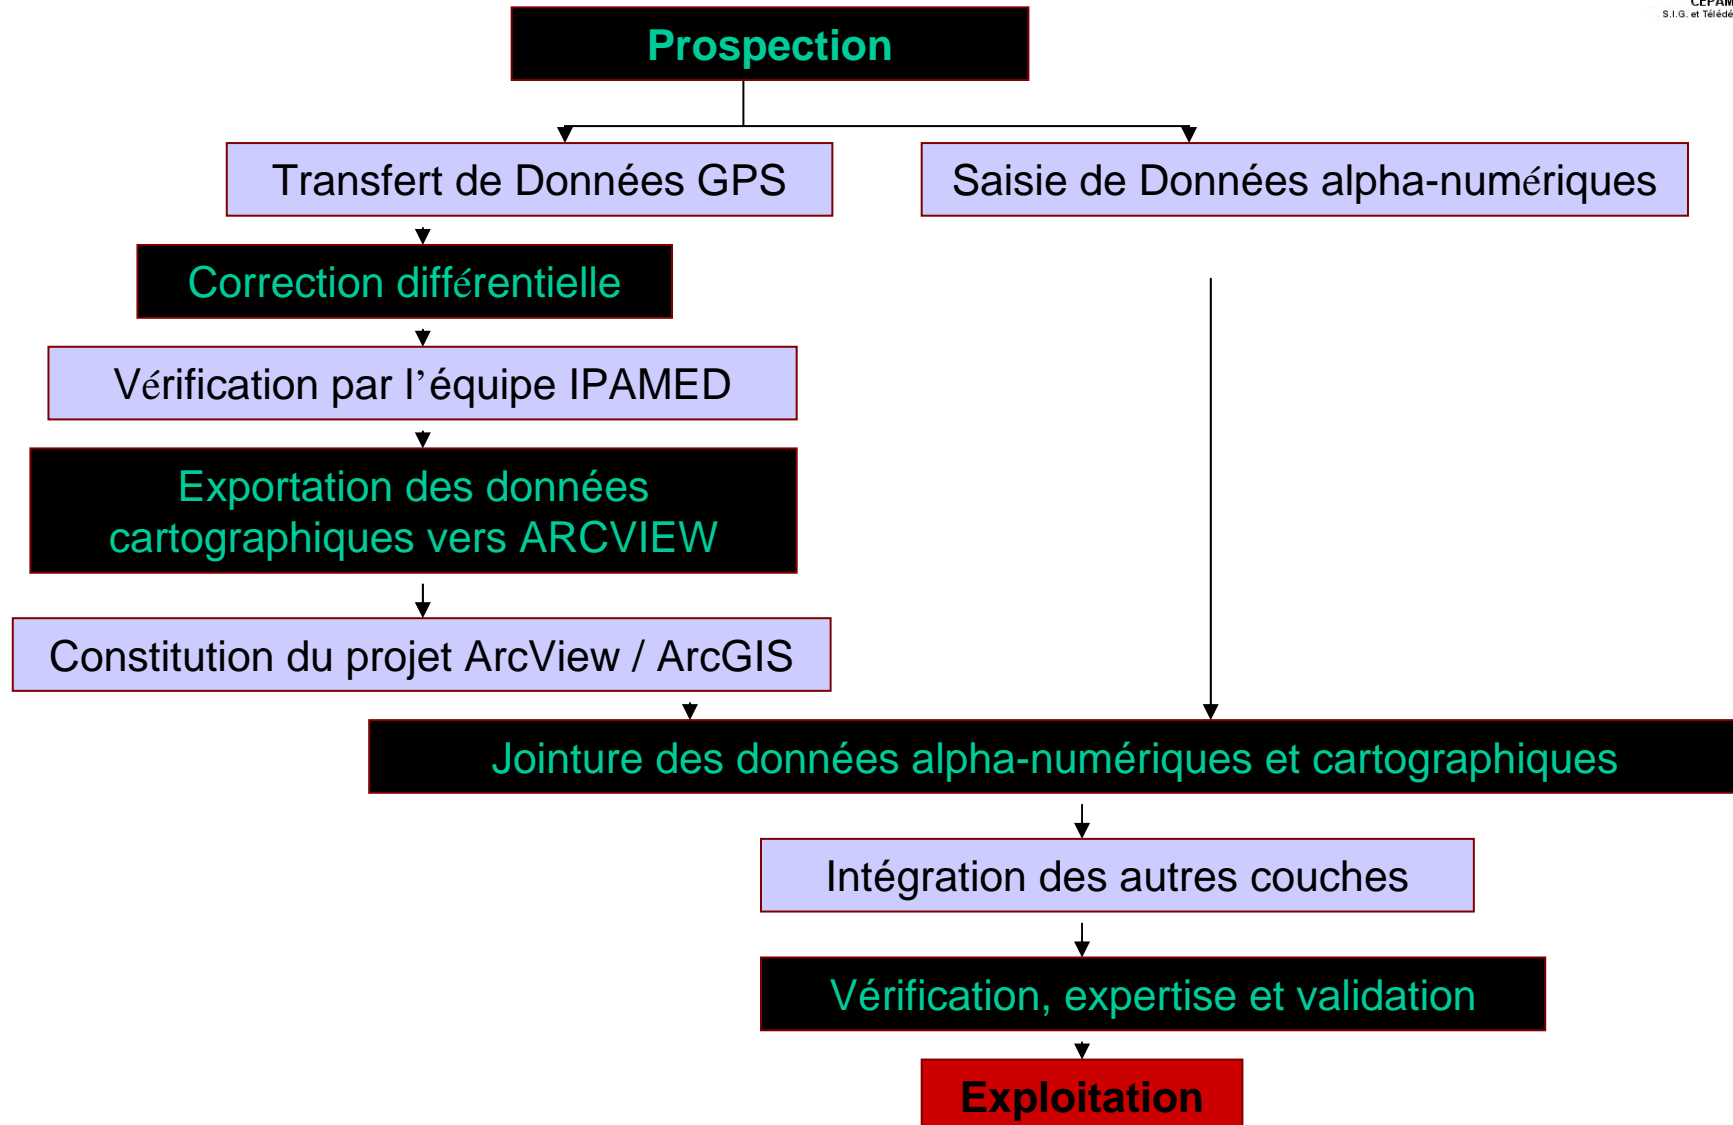 CEPAM
S.I.G. et
Prospection
Transfert de Données GPS
Saisie de Données alpha-numériques
Correction différentielle
Vérification par l’équipe IPAMED
Exportation des données
cartographiques vers ARCVIEW
Constitution du projet ArcView / ArcGIS
Jointure des données alpha-numériques et cartographiques
Intégration des autres couches
Vérification, expertise et validation
Exploitation